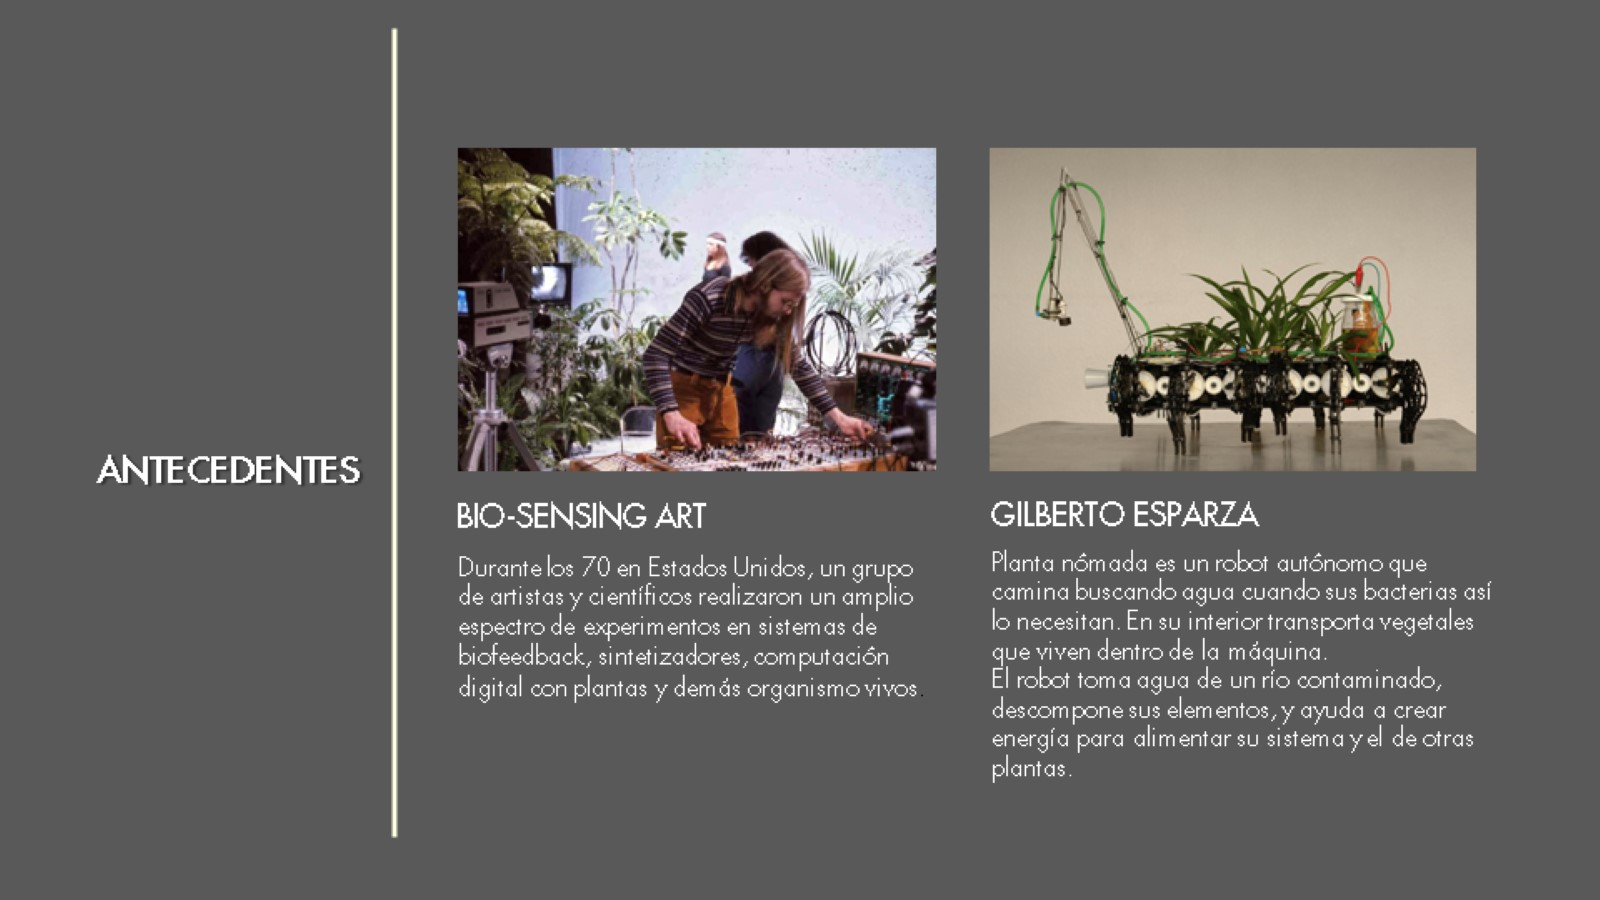 ANTECEDENTES
BIO-SENSING ART
Durante los 70 en Estados Unidos, un grupo
de artistas y científicos realizaron un amplio
espectro de experimentos en sistemas de
biofeedback, sintetizadores, computación
digital con plantas y demás organismo vivos.
GILBERTO ESPARZA
Planta nómada es un robot autónomo que
camina buscando agua cuando sus bacterias así
lo necesitan. En su interior transporta vegetales
que viven dentro de la máquina.
El robot toma agua de un río contaminado,
descompone sus elementos, y ayuda a crear
energía para alimentar su sistema y el de otras
plantas.